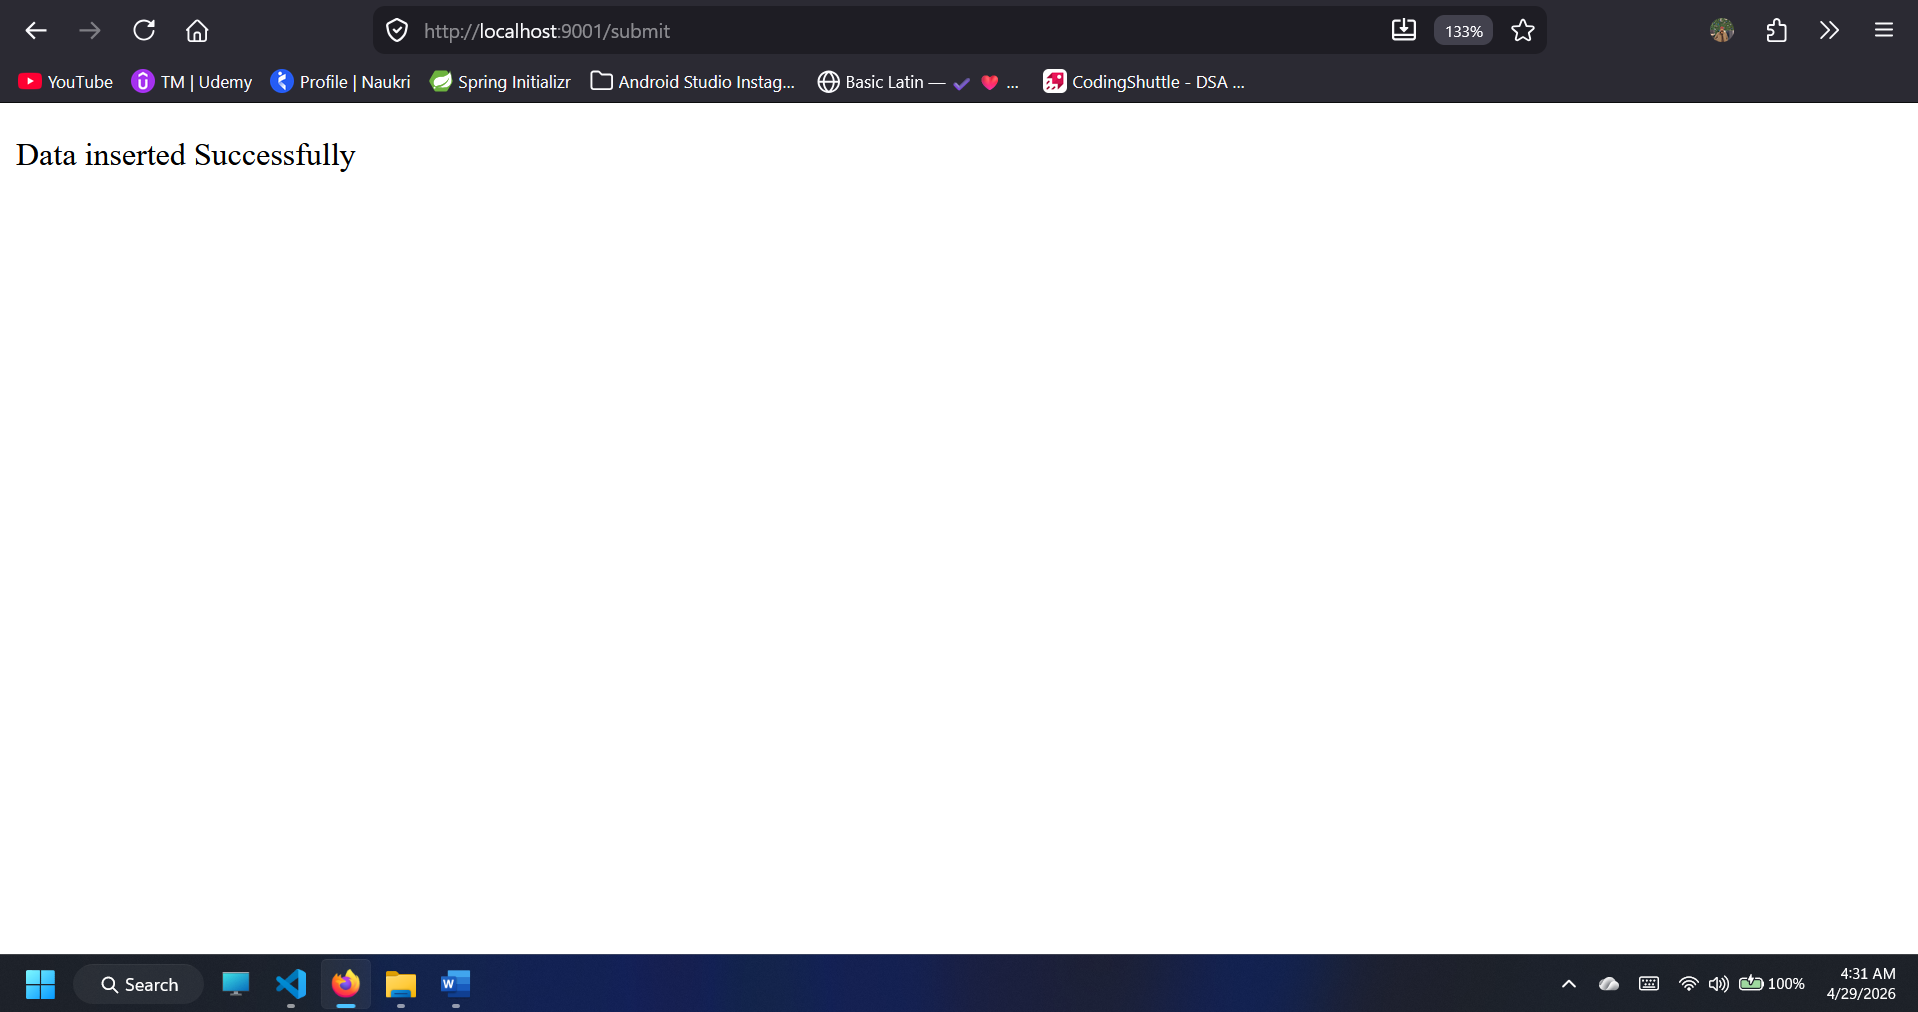 http://localhost:9001/submit
133%
YouTube
TM | Udemy
Profile | Naukri
Spring Initializr
Android Studio Instag...
Basic Latin — ✔ ❤ ...
CodingShuttle - DSA ...
Data inserted Successfully
Search
100%
4:31 AM
4/29/2026